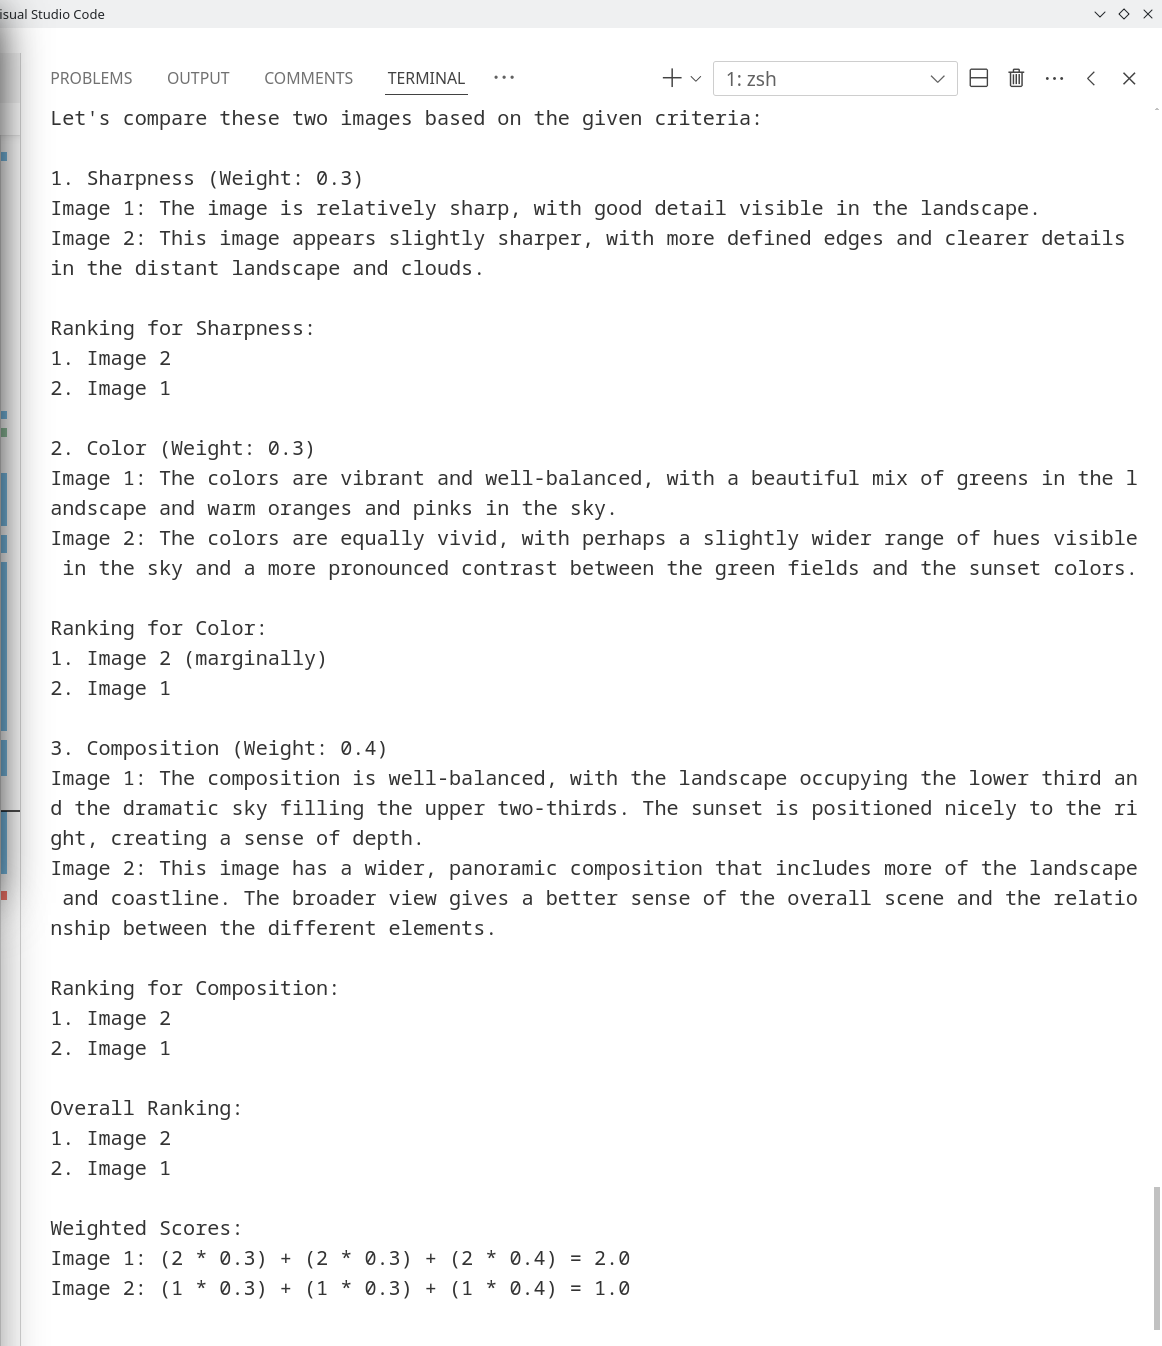 isual Studio Code
PROBLEMS OUTPUT COMMENTS TERMINAL ··· 1: zsh
Let's compare these two images based on the given criteria:
1. Sharpness (Weight: 0.3)
Image 1: The image is relatively sharp, with good detail visible in the landscape.
Image 2: This image appears slightly sharper, with more defined edges and clearer details
in the distant landscape and clouds.
Ranking for Sharpness:
1. Image 2
2. Image 1
2. Color (Weight: 0.3)
Image 1: The colors are vibrant and well-balanced, with a beautiful mix of greens in the l
andscape and warm oranges and pinks in the sky.
Image 2: The colors are equally vivid, with perhaps a slightly wider range of hues visible
in the sky and a more pronounced contrast between the green fields and the sunset colors.
Ranking for Color:
1. Image 2 (marginally)
2. Image 1
3. Composition (Weight: 0.4)
Image 1: The composition is well-balanced, with the landscape occupying the lower third an
d the dramatic sky filling the upper two-thirds. The sunset is positioned nicely to the ri
ght, creating a sense of depth.
Image 2: This image has a wider, panoramic composition that includes more of the landscape
and coastline. The broader view gives a better sense of the overall scene and the relatio
nship between the different elements.
Ranking for Composition:
1. Image 2
2. Image 1
Overall Ranking:
1. Image 2
2. Image 1
Weighted Scores:
Image 1: (2 * 0.3) + (2 * 0.3) + (2 * 0.4) = 2.0
Image 2: (1 * 0.3) + (1 * 0.3) + (1 * 0.4) = 1.0